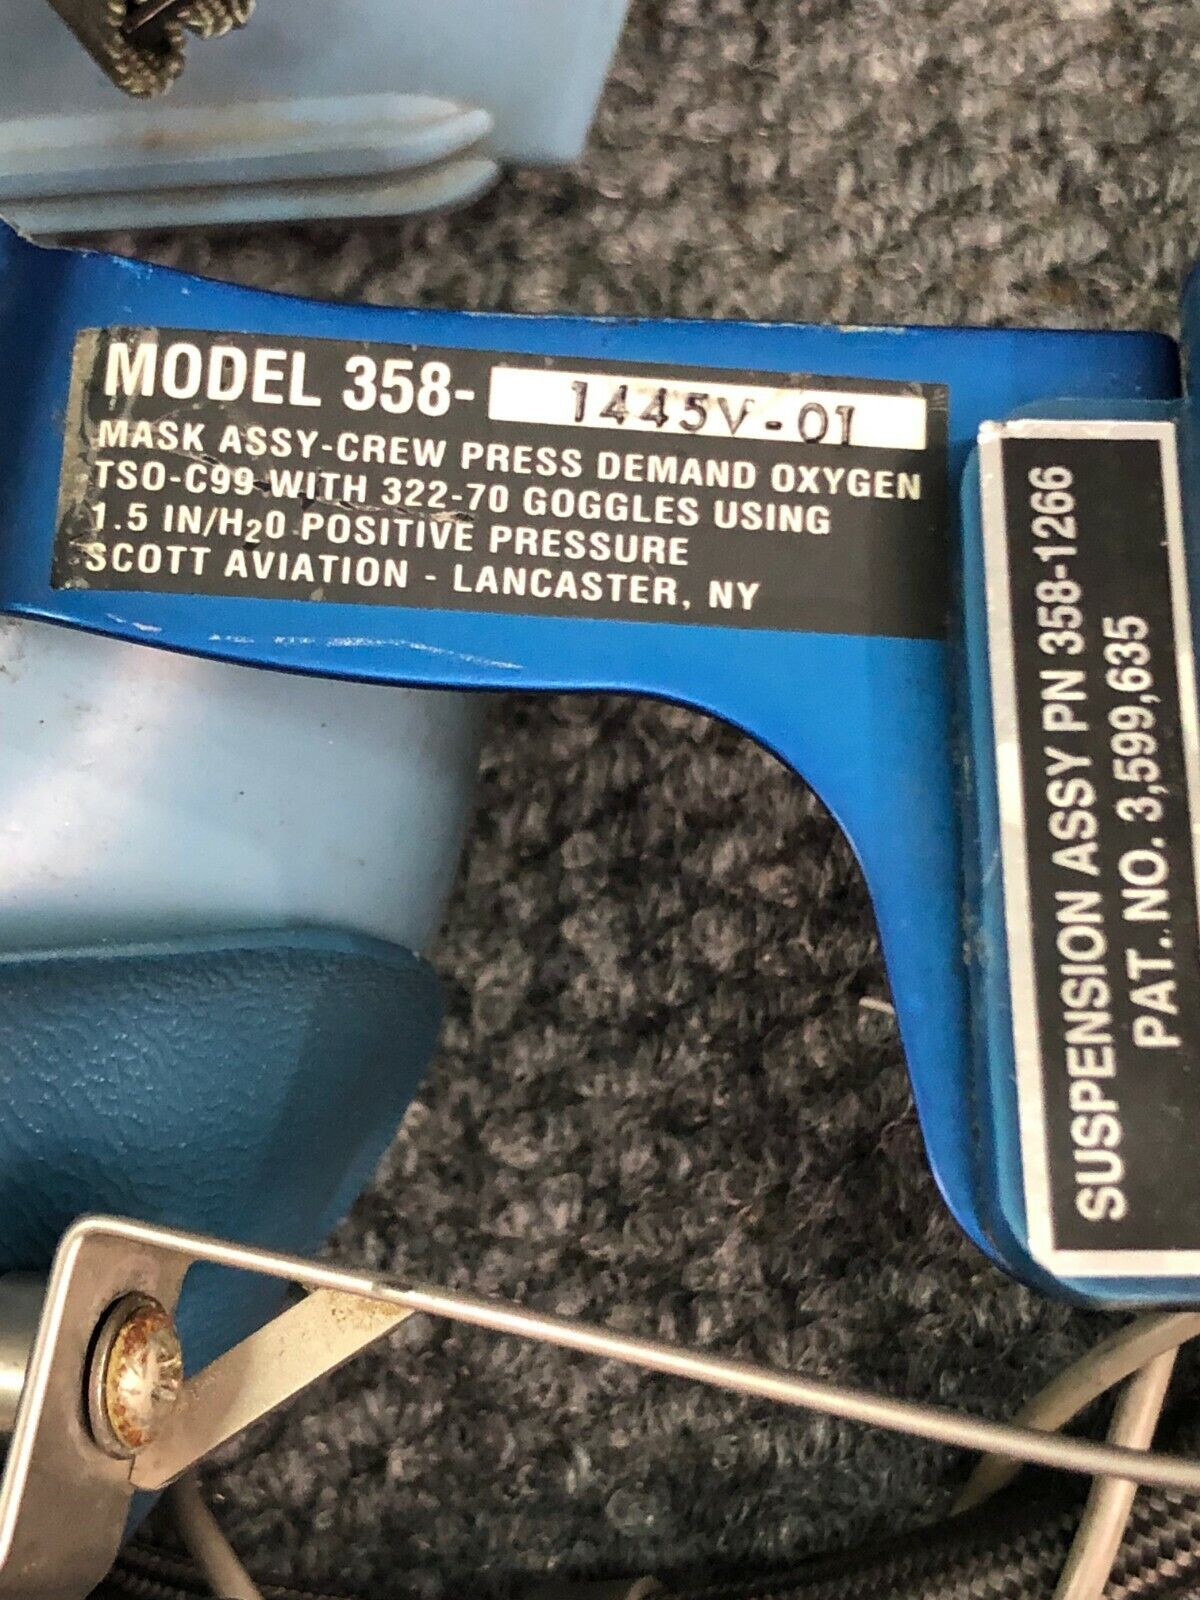 MODEL 358- 1445V-01
MASK ASSY-CREW PRESS DEMAND OXYGEN
TSO-C99 WITH 322-70 GOGGLES USING
1.5 IN/H2O POSITIVE PRESSURE
SCOTT AVIATION - LANCASTER, NY
SUSPENSION ASSY PN 358-1266
PAT. NO. 3,599,635